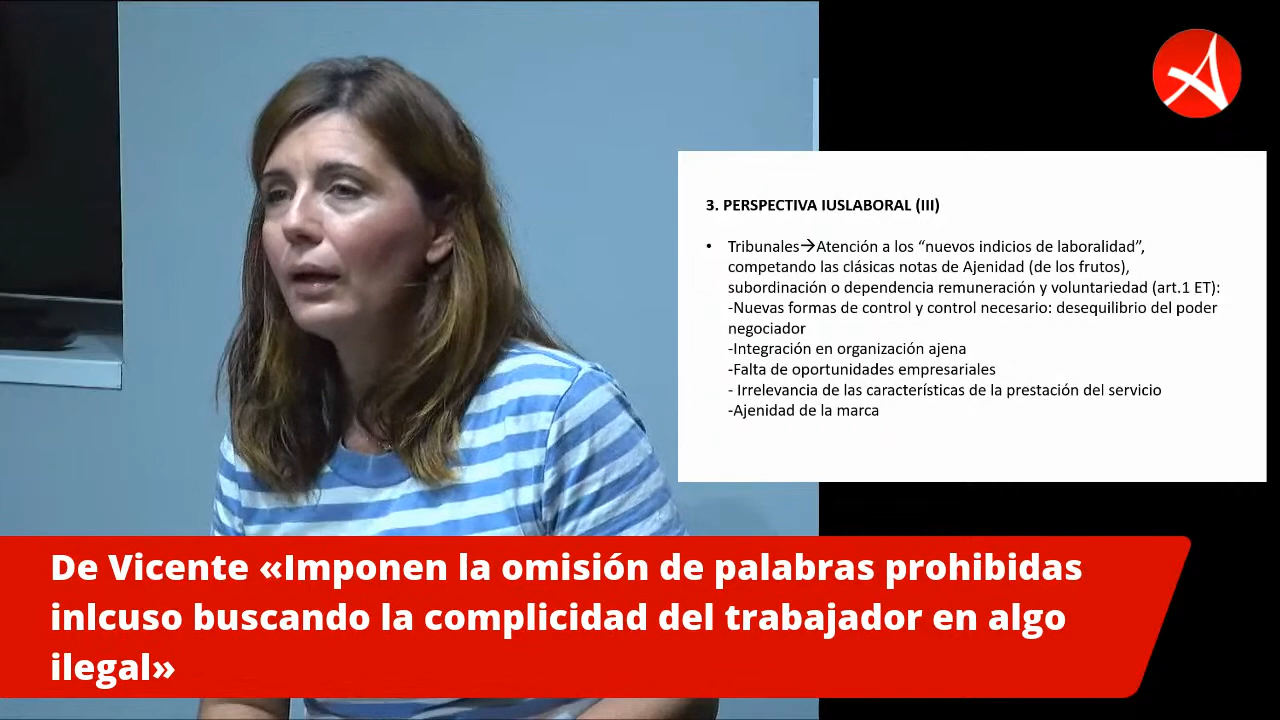 3. PERSPECTIVA IUSLABORAL (III)
• Tribunales→Atención a los “nuevos indicios de laboralidad”,
competando las clásicas notas de Ajenidad (de los frutos),
subordinación o dependencia remuneración y voluntariedad (art.1 ET):
-Nuevas formas de control y control necesario: desequilibrio del poder
negociador
-Integración en organización ajena
-Falta de oportunidades empresariales
- Irrelevancia de las características de la prestación del servicio
-Ajenidad de la marca
De Vicente «Imponen la omisión de palabras prohibidas
inlcuso buscando la complicidad del trabajador en algo
ilegal»